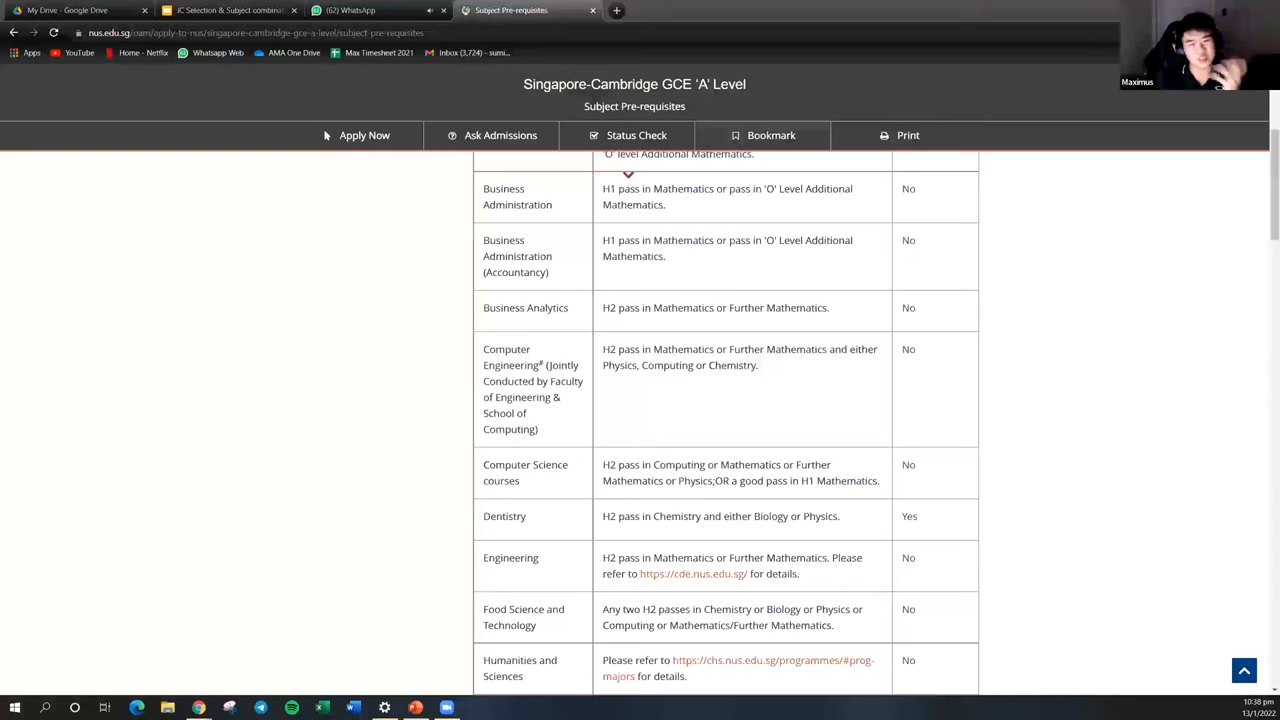 My Drive - Google Drive
JC Selection & Subject combinat
(62) WhatsApp
Subject Pre-requisites
nus.edu.sg/oam/apply-to-nus/singapore-cambridge-gce-a-level/subject-pre-requisites
Apps
YouTube
Home - Netflix
Whatsapp Web
AMA One Drive
Max Timesheet 2021
Inbox (3,724) - sumi...
Maximus
Singapore-Cambridge GCE 'A' Level
Subject Pre-requisites
Apply Now
Ask Admissions
Status Check
Bookmark
Print
'O' level Additional Mathematics.
Business
Administration
H1 pass in Mathematics or pass in 'O' Level Additional
Mathematics.
No
Business
Administration
(Accountancy)
H1 pass in Mathematics or pass in 'O' Level Additional
Mathematics.
No
Business Analytics
H2 pass in Mathematics or Further Mathematics.
No
Computer
Engineering# (Jointly
Conducted by Faculty
of Engineering &
School of
Computing)
H2 pass in Mathematics or Further Mathematics and either
Physics, Computing or Chemistry.
No
Computer Science
courses
H2 pass in Computing or Mathematics or Further
Mathematics or Physics;OR a good pass in H1 Mathematics.
No
Dentistry
H2 pass in Chemistry and either Biology or Physics.
Yes
Engineering
H2 pass in Mathematics or Further Mathematics. Please
refer to https://cde.nus.edu.sg/ for details.
No
Food Science and
Technology
Any two H2 passes in Chemistry or Biology or Physics or
Computing or Mathematics/Further Mathematics.
No
Humanities and
Sciences
Please refer to https://chs.nus.edu.sg/programmes/#prog-
majors for details.
No
10:38 pm
13/1/2022